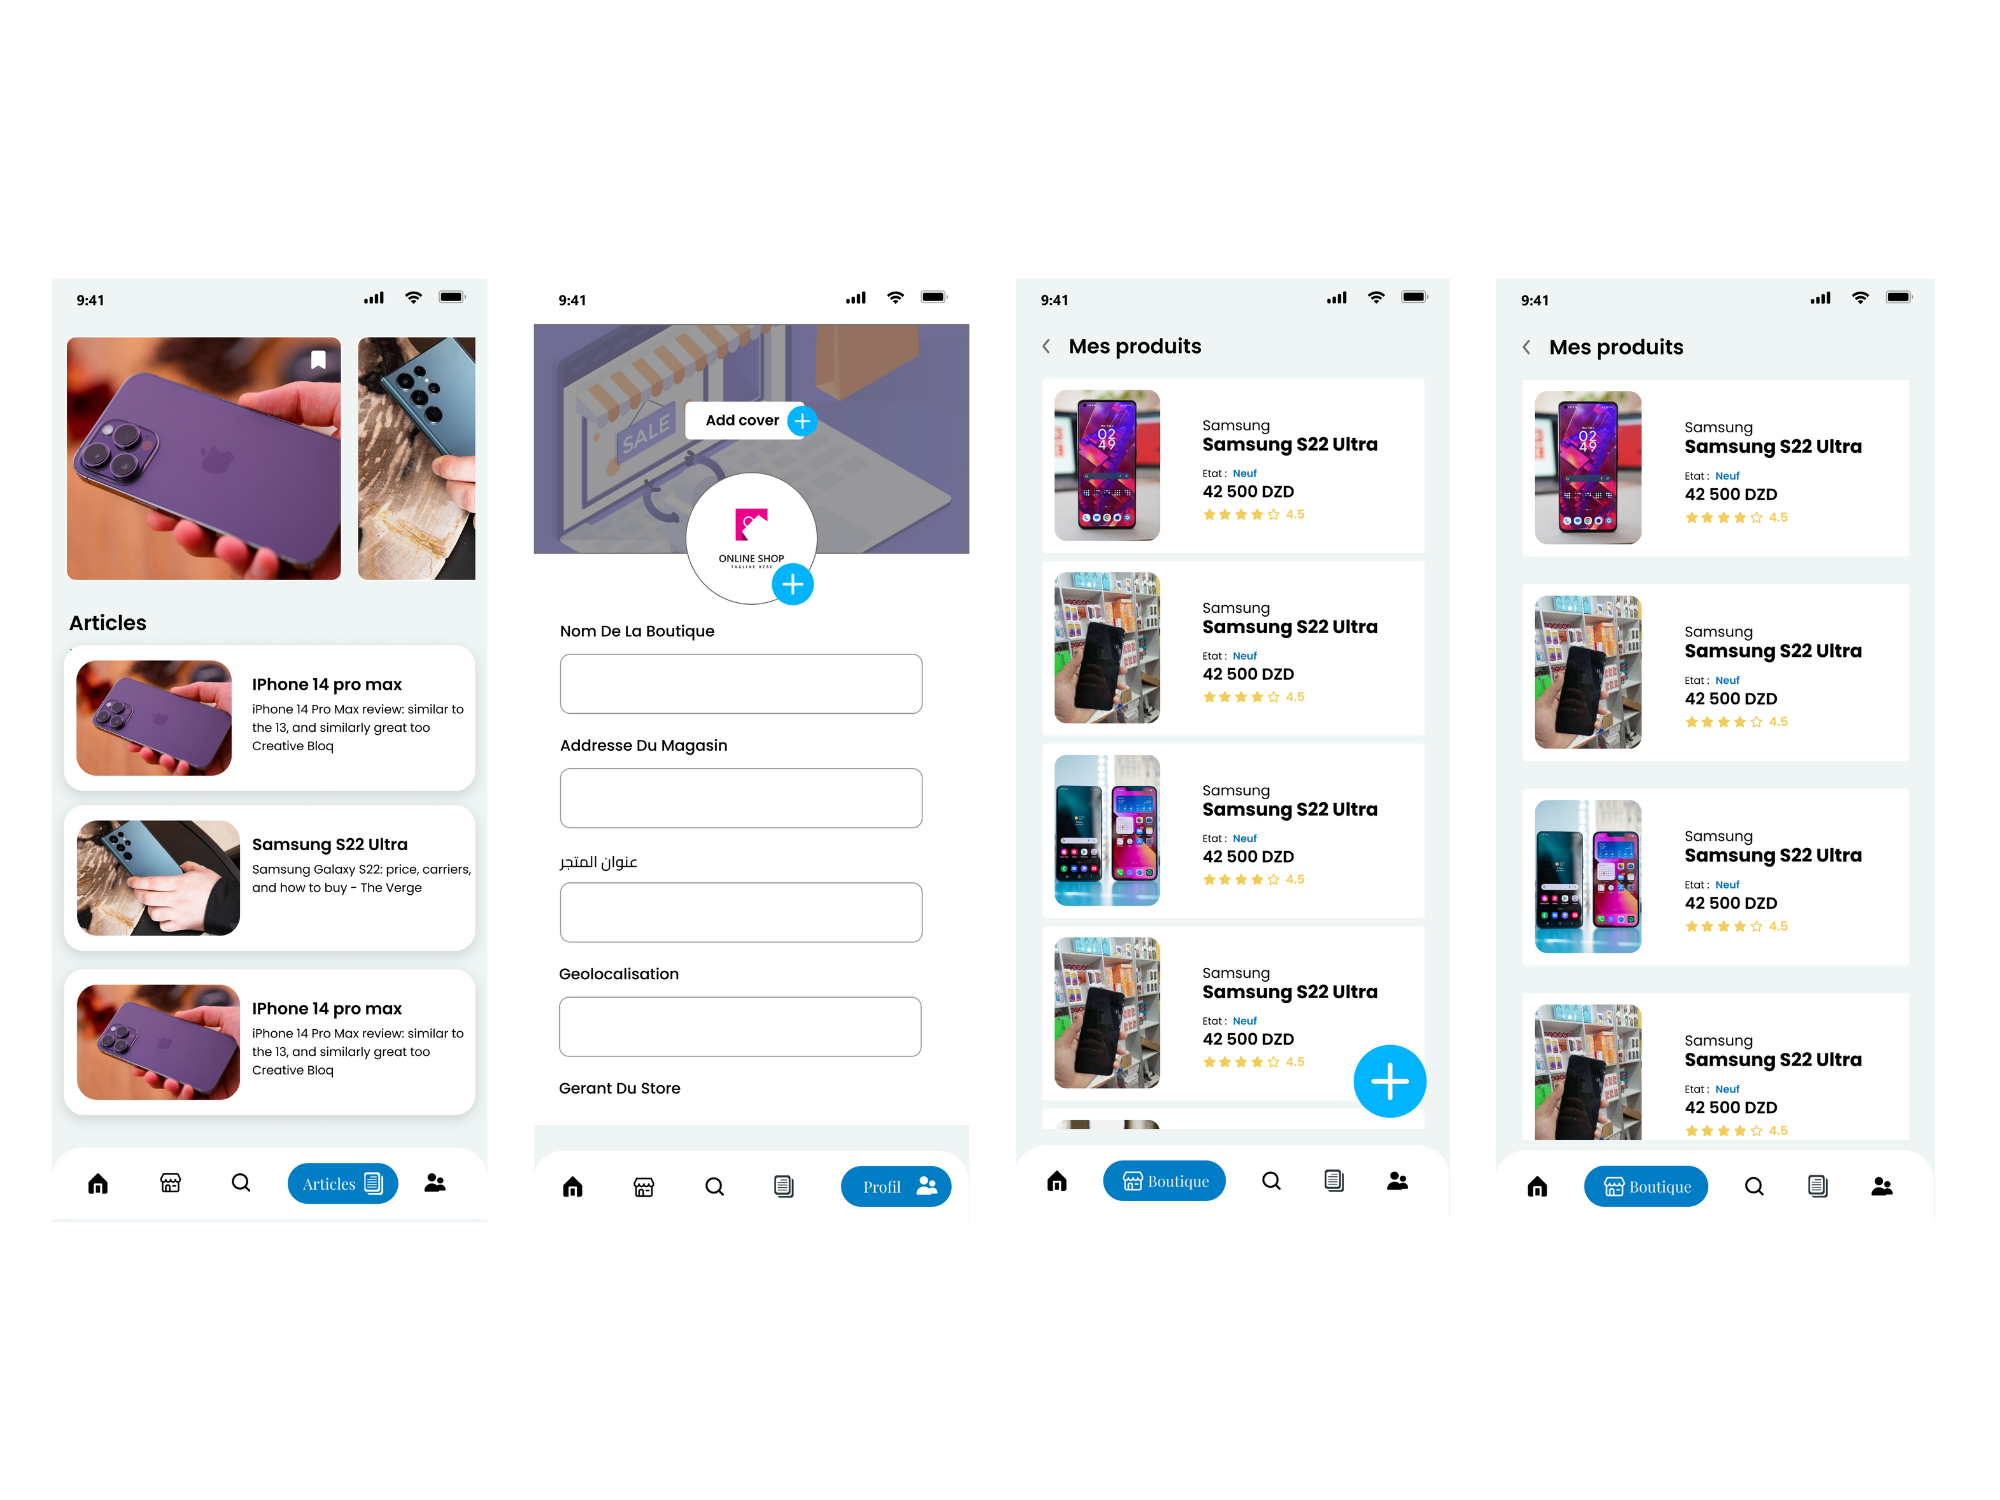 9:41
Articles
IPhone 14 pro max
iPhone 14 Pro Max review: similar to
the 13, and similarly great too
Creative Bloq
Samsung S22 Ultra
Samsung Galaxy S22: price, carriers,
and how to buy - The Verge
IPhone 14 pro max
iPhone 14 Pro Max review: similar to
the 13, and similarly great too
Creative Bloq
Articles
9:41
SALE
Add cover
ONLINE SHOP
TAGLINE HERE
Nom De La Boutique
Addresse Du Magasin
عنوان المتجر
Geolocalisation
Gerant Du Store
Profil
9:41
Mes produits
02
49
Samsung
Samsung S22 Ultra
Etat : Neuf
42 500 DZD
4.5
Samsung
Samsung S22 Ultra
Etat : Neuf
42 500 DZD
4.5
Samsung
Samsung S22 Ultra
Etat : Neuf
42 500 DZD
4.5
Samsung
Samsung S22 Ultra
Etat : Neuf
42 500 DZD
4.5
Boutique
9:41
Mes produits
02
49
Samsung
Samsung S22 Ultra
Etat : Neuf
42 500 DZD
4.5
Samsung
Samsung S22 Ultra
Etat : Neuf
42 500 DZD
4.5
Samsung
Samsung S22 Ultra
Etat : Neuf
42 500 DZD
4.5
Samsung
Samsung S22 Ultra
Etat : Neuf
42 500 DZD
4.5
Boutique